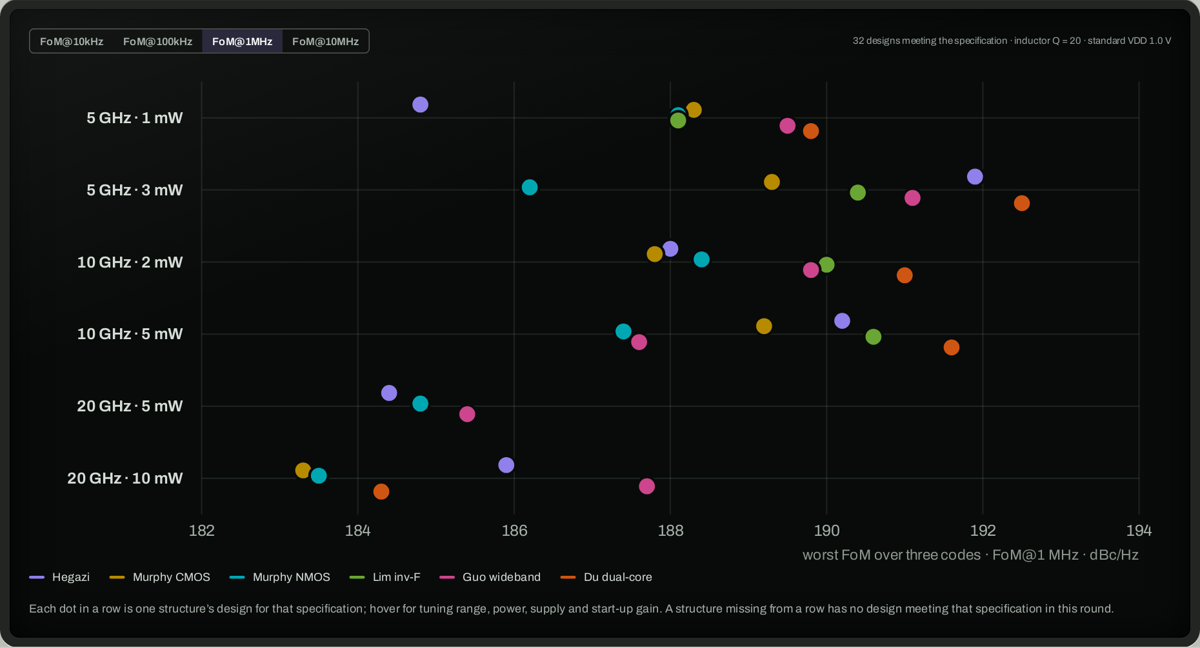 FoM@10kHz FoM@100kHz FoM@1MHz FoM@10MHz
32 designs meeting the specification · inductor Q = 20 · standard VDD 1.0 V
5 GHz · 1 mW
5 GHz · 3 mW
10 GHz · 2 mW
10 GHz · 5 mW
20 GHz · 5 mW
20 GHz · 10 mW
182 184 186 188 190 192 194
worst FoM over three codes · FoM@1 MHz · dBc/Hz
Hegazi Murphy CMOS Murphy NMOS Lim inv-F Guo wideband Du dual-core
Each dot in a row is one structure's design for that specification; hover for tuning range, power, supply and start-up gain. A structure missing from a row has no design meeting that specification in this round.